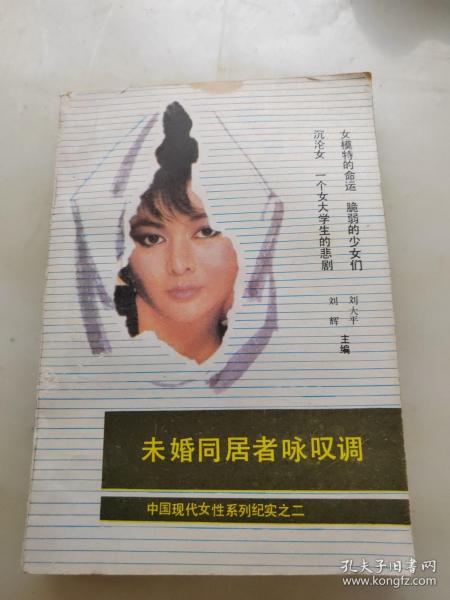 女模特的命运 脆弱的少女们
沉沦女 一个女大学生的悲剧
刘大平
刘辉
主编
未婚同居者咏叹调
中国现代女性系列纪实之二
孔夫子旧书网
www.kongfz.com